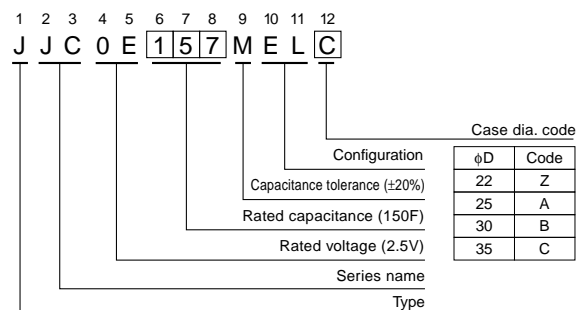 1 2 3 4 5 6 7 8 9 10 11 12
J J C 0 E 1 5 7 M E L C
Case dia. code
Configuration
Capacitance tolerance (±20%)
Rated capacitance (150F)
Rated voltage (2.5V)
Series name
Type
ϕD Code
22 Z
25 A
30 B
35 C